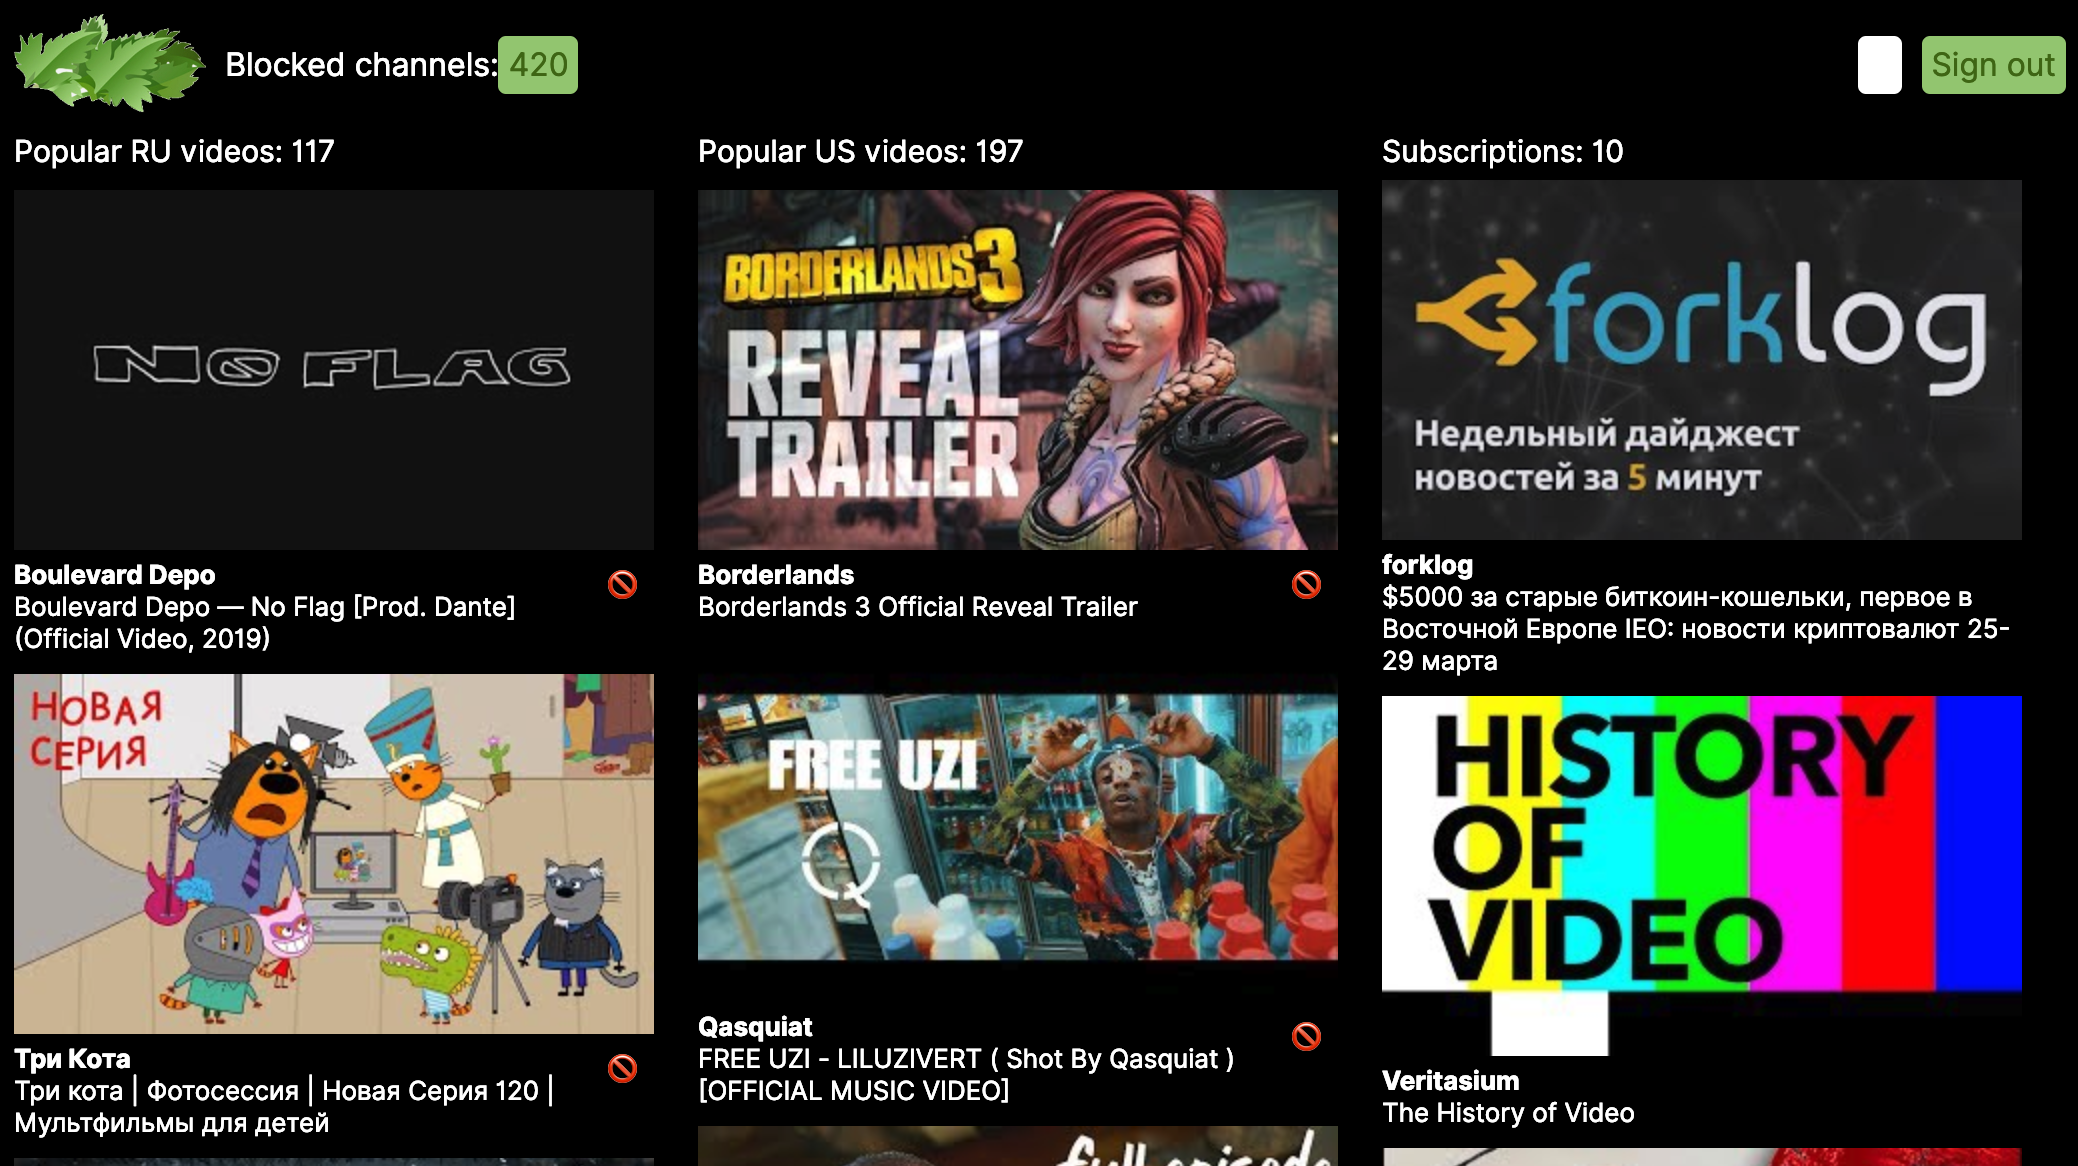 Blocked channels: 420
Sign out
Popular RU videos: 117
NO FLAG
Boulevard Depo
Boulevard Depo — No Flag [Prod. Dante]
(Official Video, 2019)
НОВАЯ
СЕРИЯ
Три Кота
Три кота | Фотосессия | Новая Серия 120 |
Мультфильмы для детей
Popular US videos: 197
BORDERLANDS 3
REVEAL
TRAILER
Borderlands
Borderlands 3 Official Reveal Trailer
FREE UZI
Qasquiat
FREE UZI - LILUZIVERT ( Shot By Qasquiat )
[OFFICIAL MUSIC VIDEO]
full episode
Subscriptions: 10
forklog
Недельный дайджест
новостей за 5 минут
forklog
$5000 за старые биткоин-кошельки, первое в
Восточной Европе IEO: новости криптовалют 25-
29 марта
HISTORY
OF
VIDEO
Veritasium
The History of Video